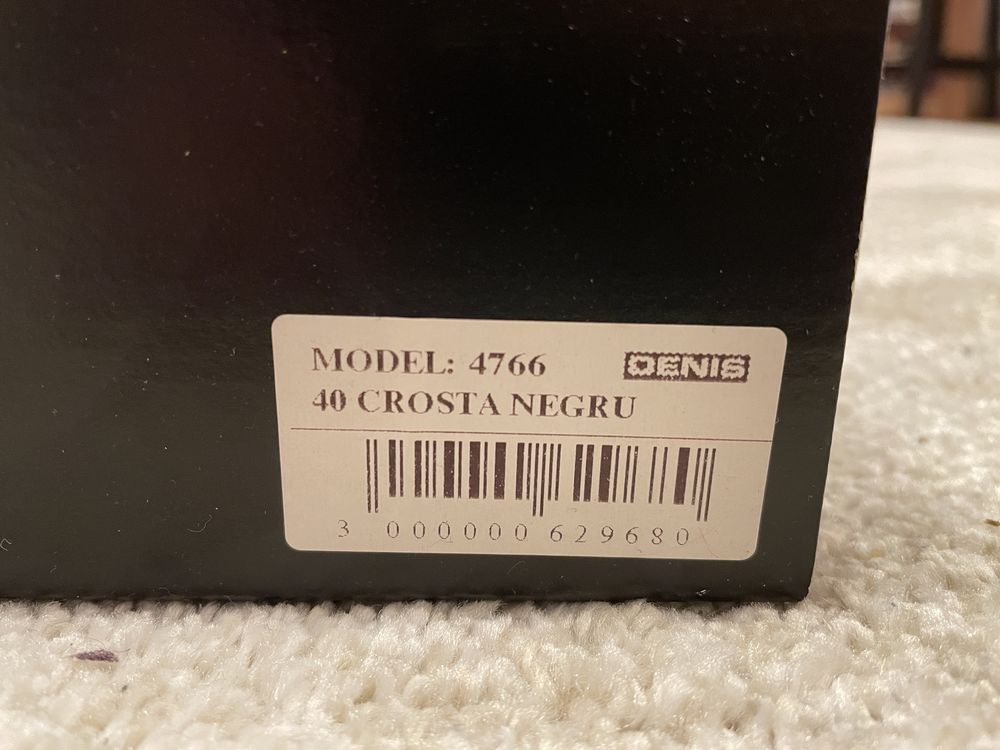 MODEL: 4766 DENIS
40 CROSTA NEGRU
3 000000 629680